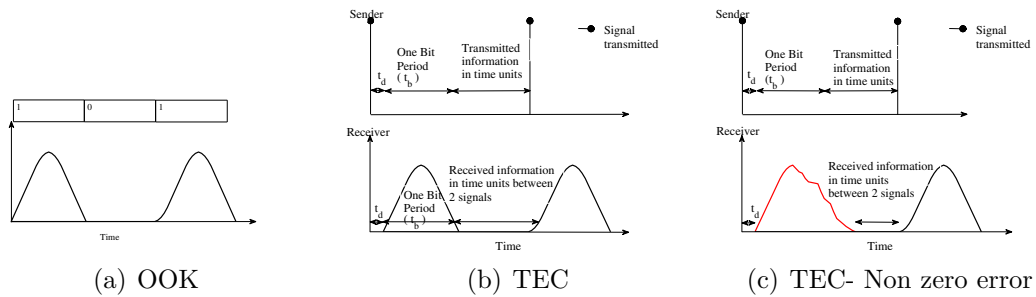 1 0 1
Time
(a) OOK
Sender
Signal
transmitted
One Bit
Period
( t_b )
Transmitted
information
in time units
t_d
Receiver
Received information
in time units between
2 signals
One Bit
Period
( t_b )
t_d
Time
(b) TEC
Sender
Signal
transmitted
One Bit
Period
(t_b)
Transmitted
information
in time units
t_d
Receiver
Received information
in time units
between 2 signals
t_d
Time
(c) TEC- Non zero error